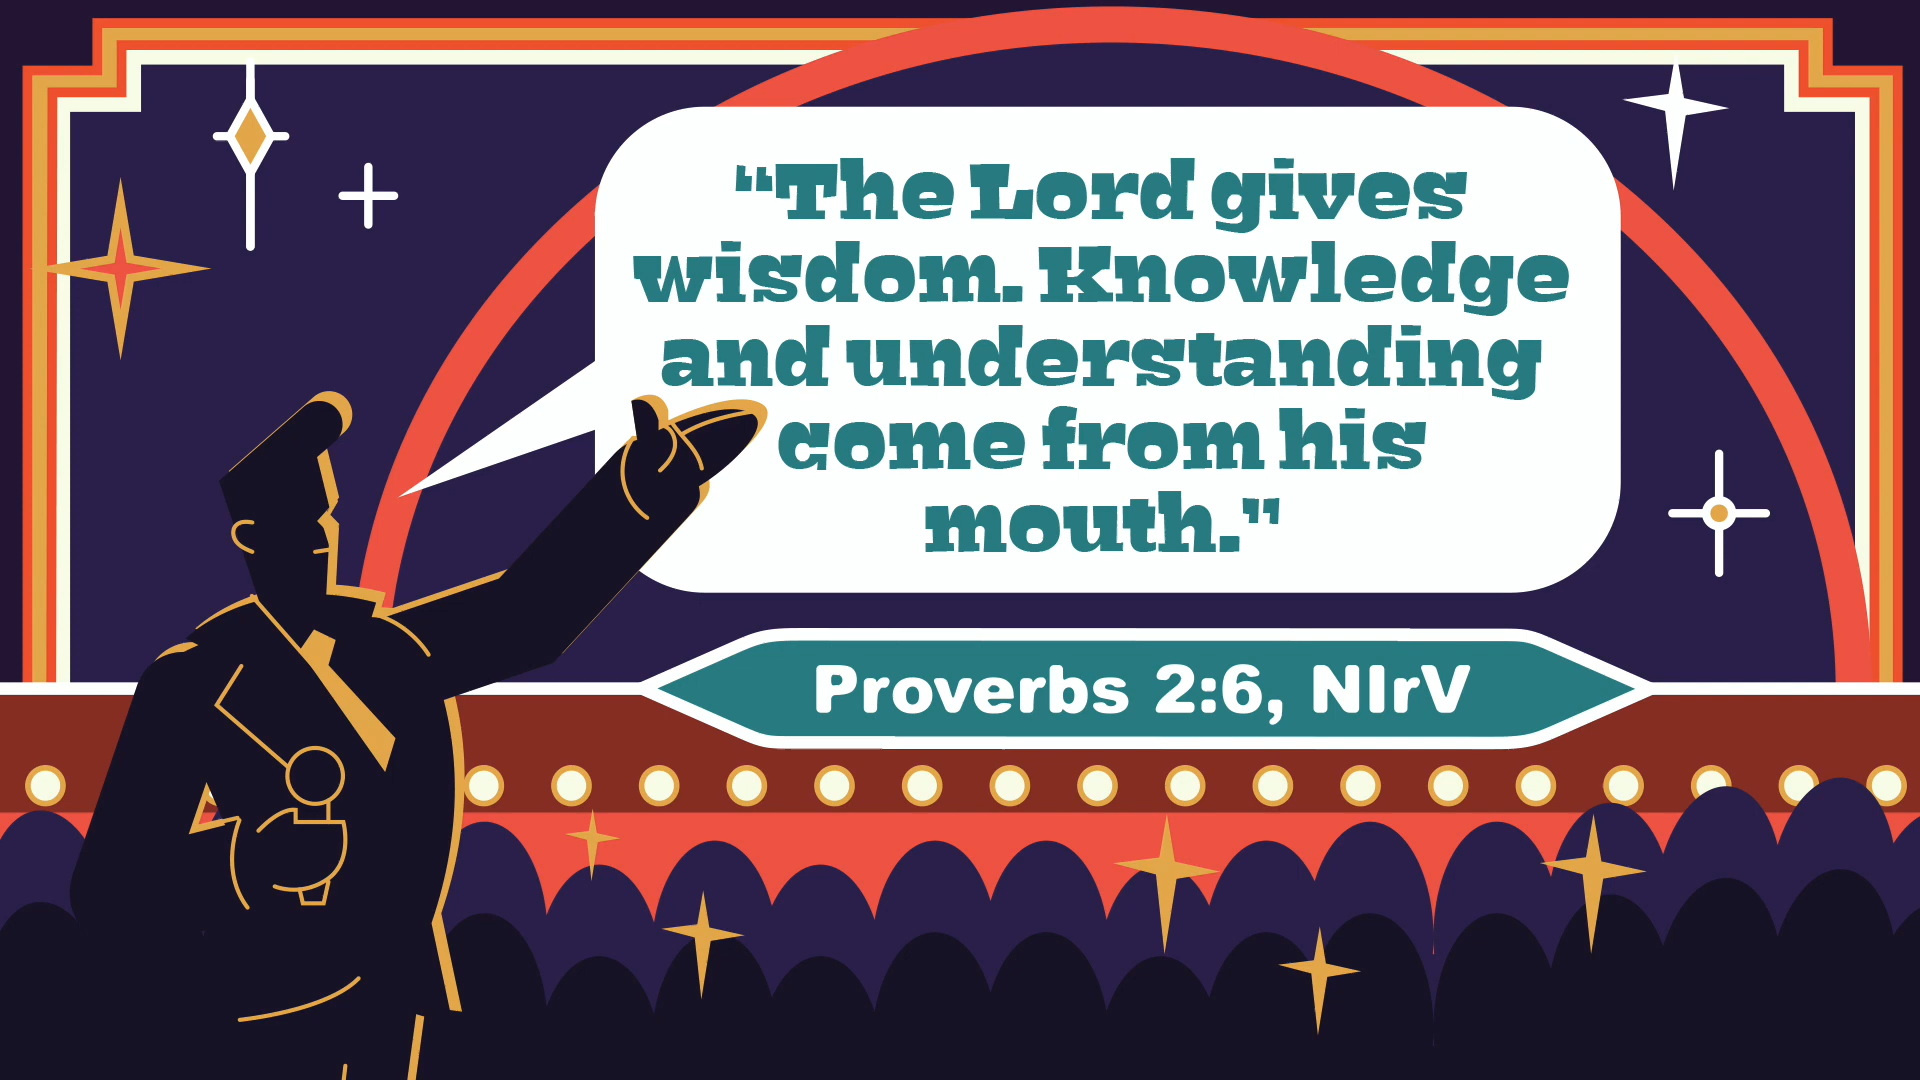 “The Lord gives
wisdom. Knowledge
and understanding
come from his
mouth.”
Proverbs 2:6, NIrV